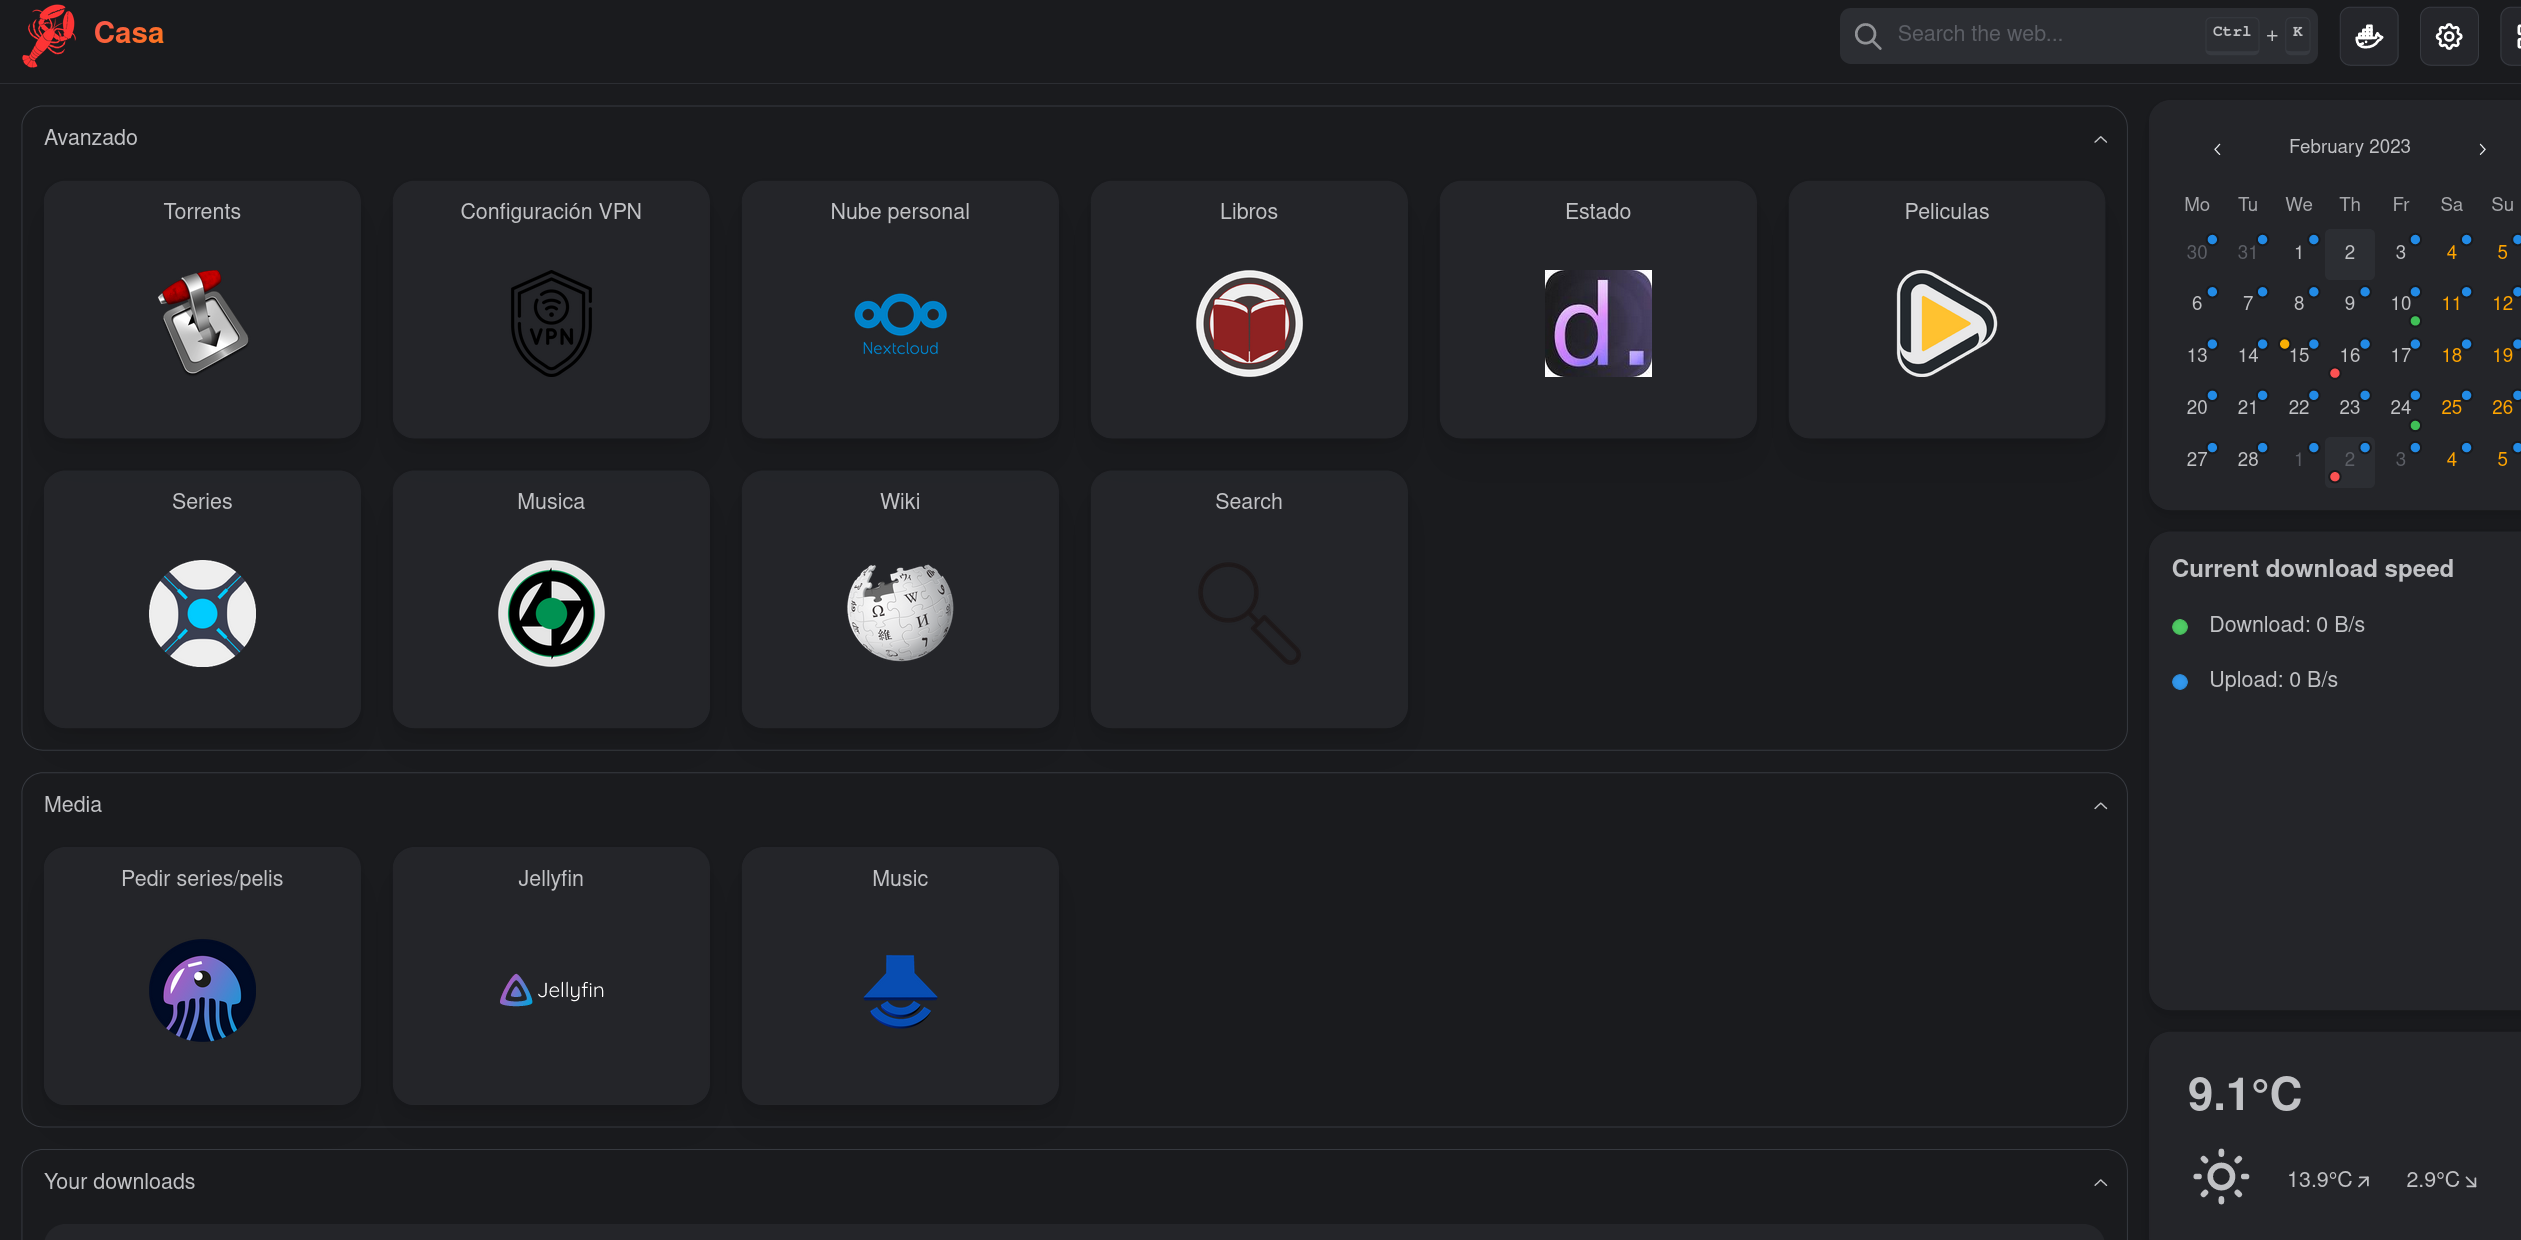 Casa
Search the web...
Ctrl + K
Avanzado
Torrents
Configuración VPN
Nube personal
Libros
Estado
Peliculas
VPN
Nextcloud
d.
Series
Musica
Wiki
Search
Ω W И
維
Media
Pedir series/pelis
Jellyfin
Music
Jellyfin
Your downloads
February 2023
Mo Tu We Th Fr Sa Su
30 31 1 2 3 4 5
6 7 8 9 10 11 12
13 14 15 16 17 18 19
20 21 22 23 24 25 26
27 28 1 2 3 4 5
Current download speed
Download: 0 B/s
Upload: 0 B/s
9.1°C
13.9°C 2.9°C